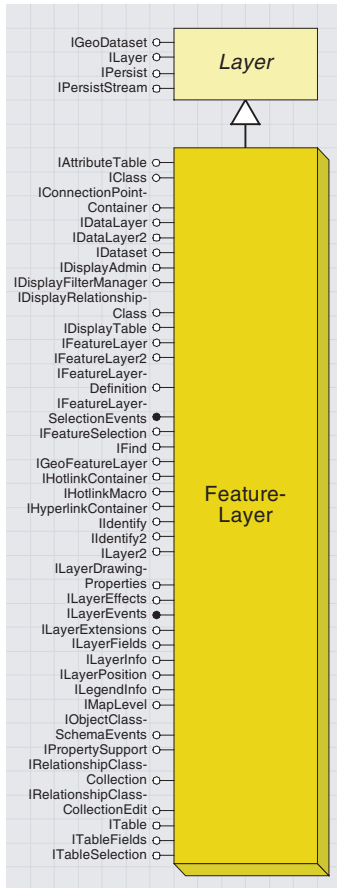 IGeoDataset
ILayer
IPersist
IPersistStream
Layer
IAttributeTable
IClass
IConnectionPoint-
Container
IDataLayer
IDataLayer2
IDataset
IDisplayAdmin
IDisplayFilterManager
IDisplayRelationship-
Class
IDisplayTable
IFeatureLayer
IFeatureLayer2
IFeatureLayer-
Definition
IFeatureLayer-
SelectionEvents
IFeatureSelection
IFind
IGeoFeatureLayer
IHotlinkContainer
IHotlinkMacro
IHyperlinkContainer
IIdentify
IIdentify2
ILayer2
ILayerDrawing-
Properties
ILayerEffects
ILayerEvents
ILayerExtensions
ILayerFields
ILayerInfo
ILayerPosition
ILegendInfo
IMapLevel
IObjectClass-
SchemaEvents
IPropertySupport
IRelationshipClass-
Collection
IRelationshipClass-
CollectionEdit
ITable
ITableFields
ITableSelection
Feature-
Layer